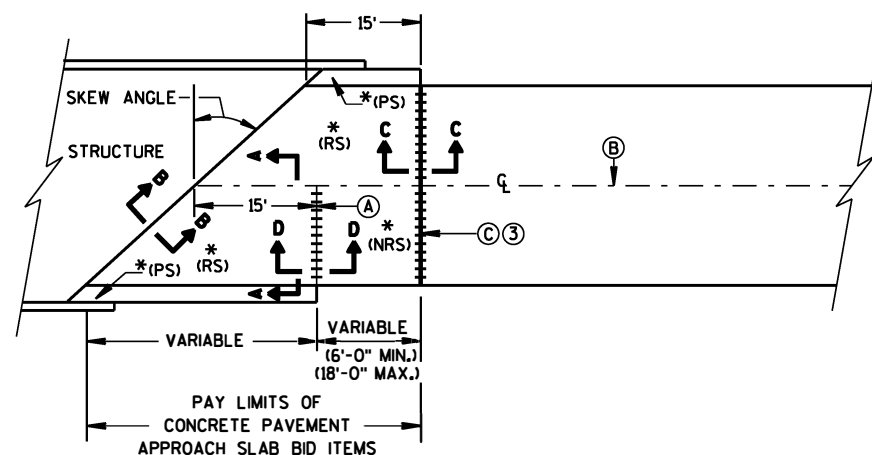 15'
SKEW ANGLE
*(PS)
*
(RS)
C C
STRUCTURE
A
B
B
℄
15'
A
B
D D
*
(NRS)
C 3
*(PS)
*
(RS)
A
VARIABLE
VARIABLE
(6'-0" MIN.)
(18'-0" MAX.)
PAY LIMITS OF
CONCRETE PAVEMENT
APPROACH SLAB BID ITEMS